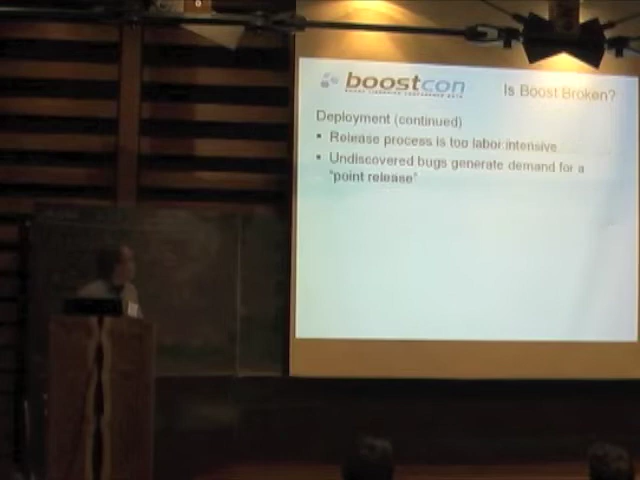 boostcon
Is Boost Broken?
Deployment (continued)
▪ Release process is too labor intensive
▪ Undiscovered bugs generate demand for a
"point release"